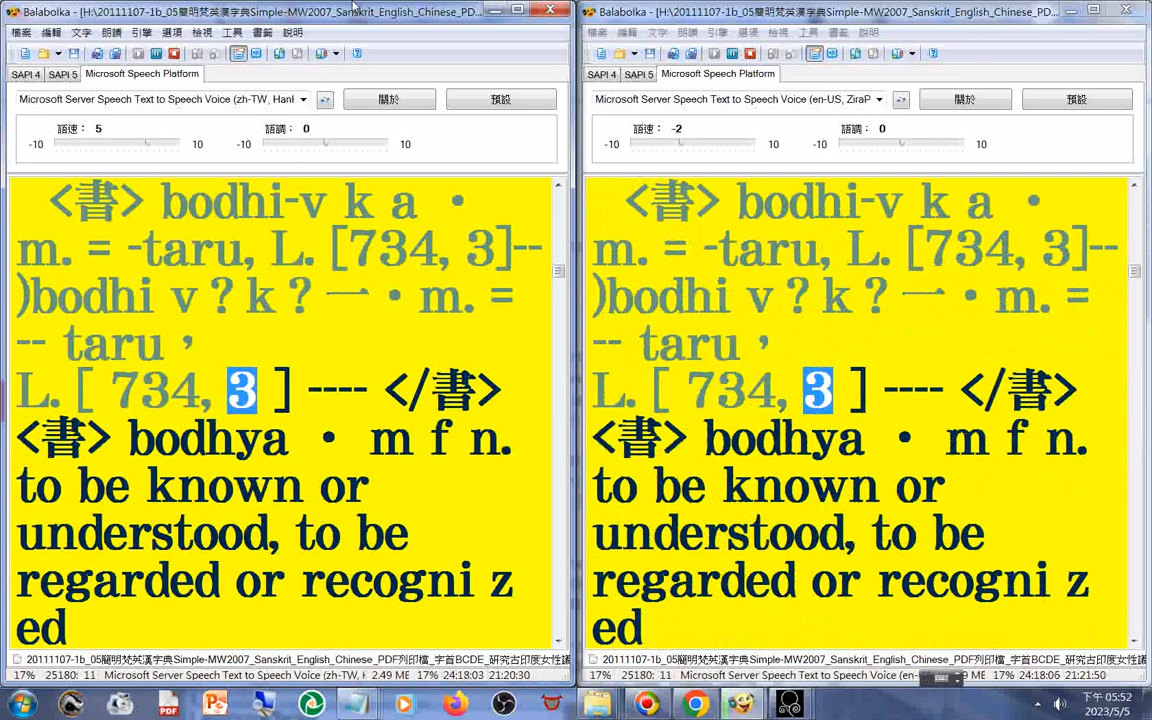 Balabolka - [H:\20111107-1b_05簡明梵英漢字典Simple-MW2007_Sanskrit_English_Chinese_PD...
檔案 編輯 文字 朗讀 引擎 選項 檢視 工具 書籤 說明
SAPI 4 SAPI 5 Microsoft Speech Platform
Microsoft Server Speech Text to Speech Voice (zh-TW, Hanl
關於 預設
語速: 5 語調: 0
-10 10 -10 10
<書> bodhi-v k a •
m. = -taru, L. [734, 3]--
)bodhi v ? k ? 一 • m. =
-- taru ,
L. [ 734, 3 ] ---- </書>
<書> bodhya • m f n.
to be known or
understood, to be
regarded or recogni z
ed
20111107-1b_05簡明梵英漢字典Simple-MW2007_Sanskrit_English_Chinese_PDF列印檔_字首BCDE_研究古印度女性議
17% 25180: 11 Microsoft Server Speech Text to Speech Voice (zh-TW, H 2.49 ME 17% 24:18:03 21:20:30
Balabolka - [H:\20111107-1b_05簡明梵英漢字典Simple-MW2007_Sanskrit_English_Chinese_PD...
檔案 編輯 文字 朗讀 引擎 選項 檢視 工具 書籤 說明
SAPI 4 SAPI 5 Microsoft Speech Platform
Microsoft Server Speech Text to Speech Voice (en-US, ZiraP
關於 預設
語速: -2 語調: 0
-10 10 -10 10
<書> bodhi-v k a •
m. = -taru, L. [734, 3]--
)bodhi v ? k ? 一 • m. =
-- taru ,
L. [ 734, 3 ] ---- </書>
<書> bodhya • m f n.
to be known or
understood, to be
regarded or recogni z
ed
20111107-1b_05簡明梵英漢字典Simple-MW2007_Sanskrit_English_Chinese_PDF列印檔_字首BCDE_研究古印度女性議
17% 25180: 11 Microsoft Server Speech Text to Speech Voice (en-US, ME 17% 24:18:06 21:21:50
PDF
下午 05:52
2023/5/5